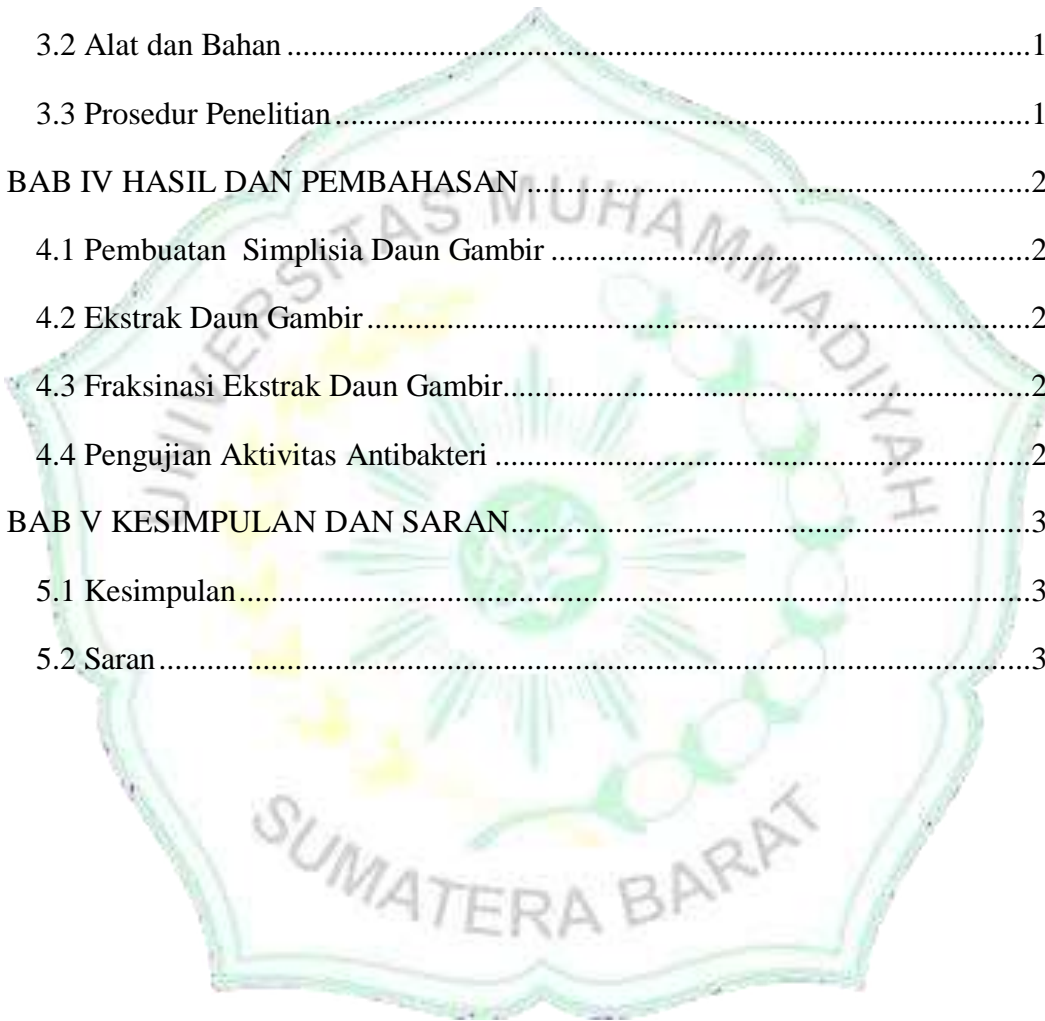 3.2 Alat dan Bahan ........................................................................................... 1
3.3 Prosedur Penelitian ..................................................................................... 1
BAB IV HASIL DAN PEMBAHASAN ............................................................... 2
4.1 Pembuatan Simplisia Daun Gambir ........................................................... 2
4.2 Ekstrak Daun Gambir ................................................................................. 2
4.3 Fraksinasi Ekstrak Daun Gambir ................................................................ 2
4.4 Pengujian Aktivitas Antibakteri .................................................................. 2
BAB V KESIMPULAN DAN SARAN ................................................................. 3
5.1 Kesimpulan ................................................................................................. 3
5.2 Saran ........................................................................................................... 3
UNIVERSITAS MUHAMMADIYAH
SUMATERA BARAT